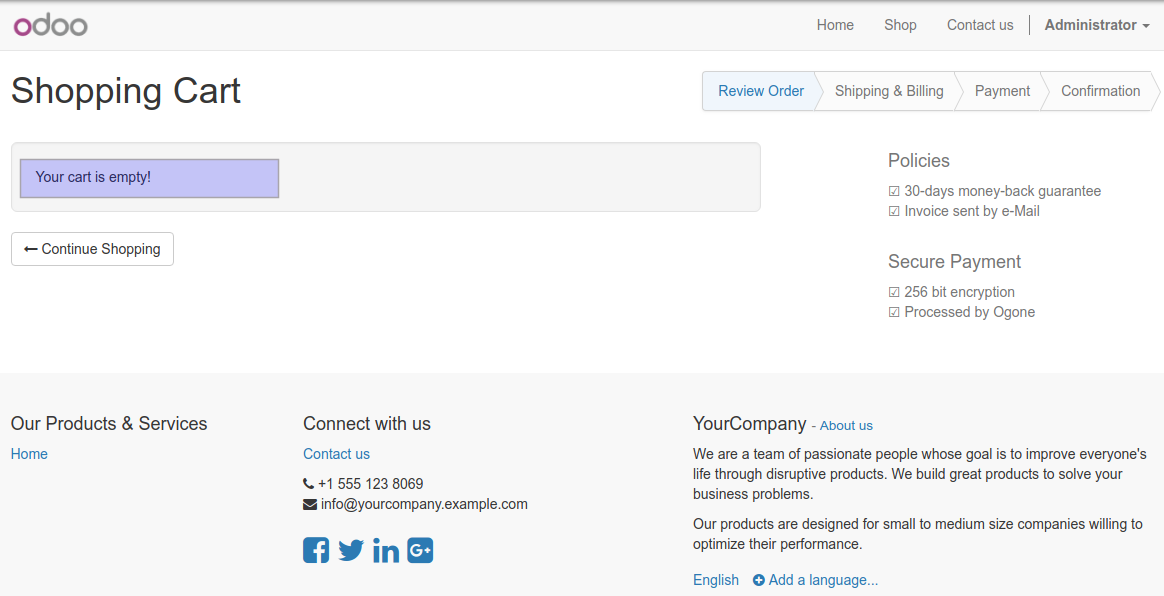 odoo
Home Shop Contact us Administrator
Shopping Cart
Review Order Shipping & Billing Payment Confirmation
Your cart is empty!
Continue Shopping
Policies
☑ 30-days money-back guarantee
☑ Invoice sent by e-Mail
Secure Payment
☑ 256 bit encryption
☑ Processed by Ogone
Our Products & Services
Home
Connect with us
Contact us
+1 555 123 8069
info@yourcompany.example.com
YourCompany - About us
We are a team of passionate people whose goal is to improve everyone's
life through disruptive products. We build great products to solve your
business problems.
Our products are designed for small to medium size companies willing to
optimize their performance.
English Add a language...